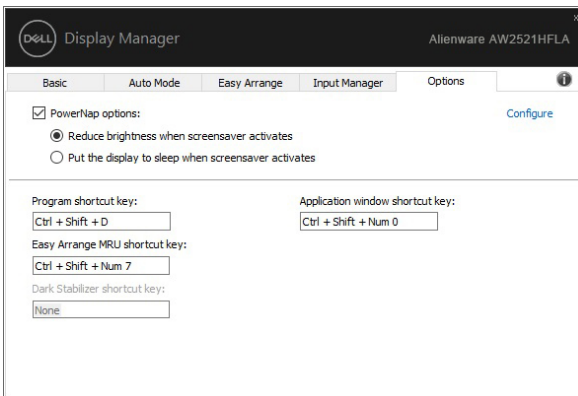 DELL Display Manager
Alienware AW2521HFLA
Basic Auto Mode Easy Arrange Input Manager Options
PowerNap options:
Configure
Reduce brightness when screensaver activates
Put the display to sleep when screensaver activates
Program shortcut key:
Application window shortcut key:
Ctrl + Shift + D
Ctrl + Shift + Num 0
Easy Arrange MRU shortcut key:
Ctrl + Shift + Num 7
Dark Stabilizer shortcut key:
None